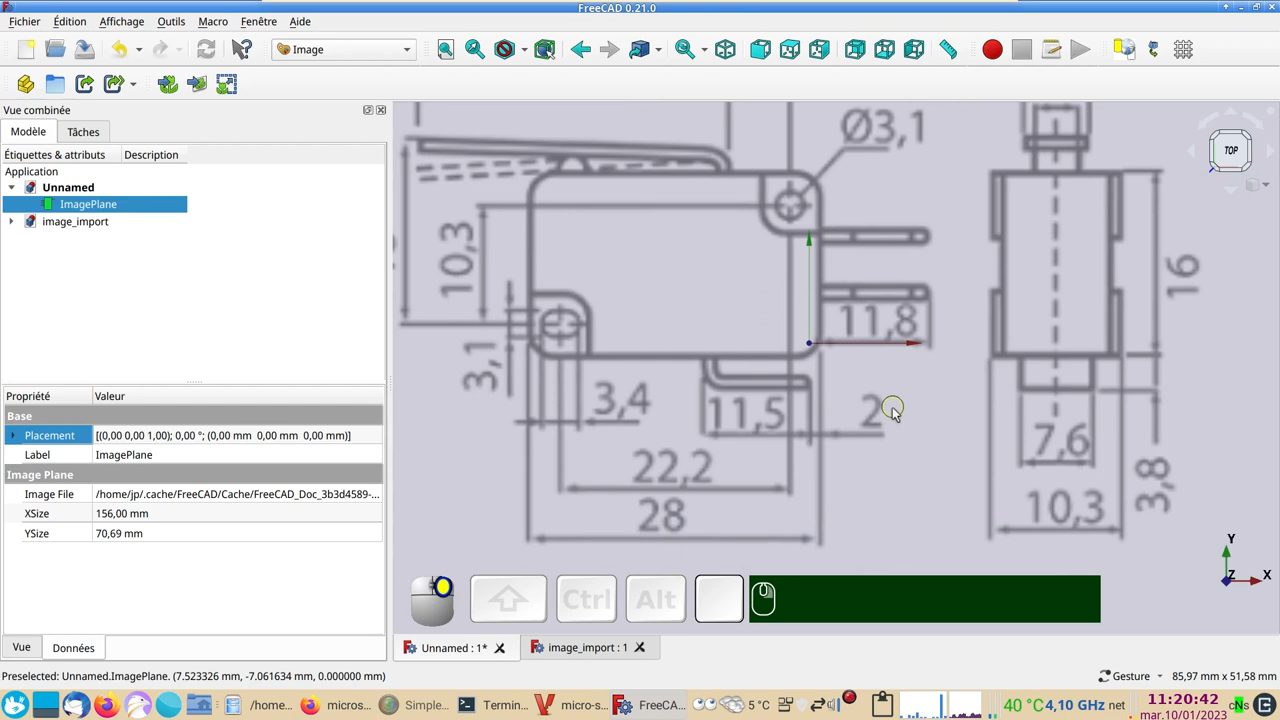 FreeCAD 0.21.0
Fichier Édition Affichage Outils Macro Fenêtre Aide
Image
Vue combinée
Modèle Tâches
Étiquettes & attributs Description
Application
Unnamed
ImagePlane
image_import
Propriété Valeur
Base
Placement [(0,00 0,00 1,00); 0,00 °; (0,00 mm 0,00 mm 0,00 mm)]
Label ImagePlane
Image Plane
Image File /home/jp/.cache/FreeCAD/Cache/FreeCAD_Doc_3b3d4589-...
XSize 156,00 mm
YSize 70,69 mm
Vue Données
Ø3,1
TOP
10,3
16
11,8
3,1
3,4
11,5
2
7,6
22,2
3,8
28
10,3
Y
Z
X
Ctrl
Alt
Unnamed : 1*
image_import : 1
Preselected: Unnamed.ImagePlane. (7.523326 mm, -7.061634 mm, 0.000000 mm)
Gesture
85,97 mm x 51,58 mm
/home...
micros...
Simple...
Termin...
micro-s...
FreeCA...
5 °C
40°C
4,10 GHz
net
11:20:42
mar.10/01/2023
cNs